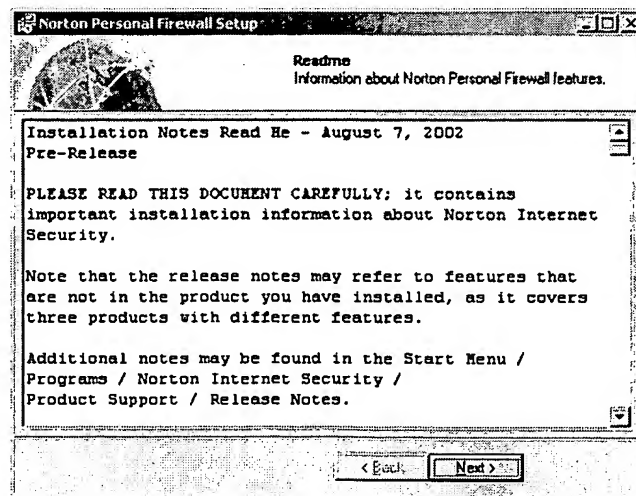 Norton Personal Firewall Setup
Readme
Information about Norton Personal Firewall features.
Installation Notes Read Me - August 7, 2002
Pre-Release
PLEASE READ THIS DOCUMENT CAREFULLY; it contains
important installation information about Norton Internet
Security.
Note that the release notes may refer to features that
are not in the product you have installed, as it covers
three products with different features.
Additional notes may be found in the Start Menu /
Programs / Norton Internet Security /
Product Support / Release Notes.
< Back
Next >